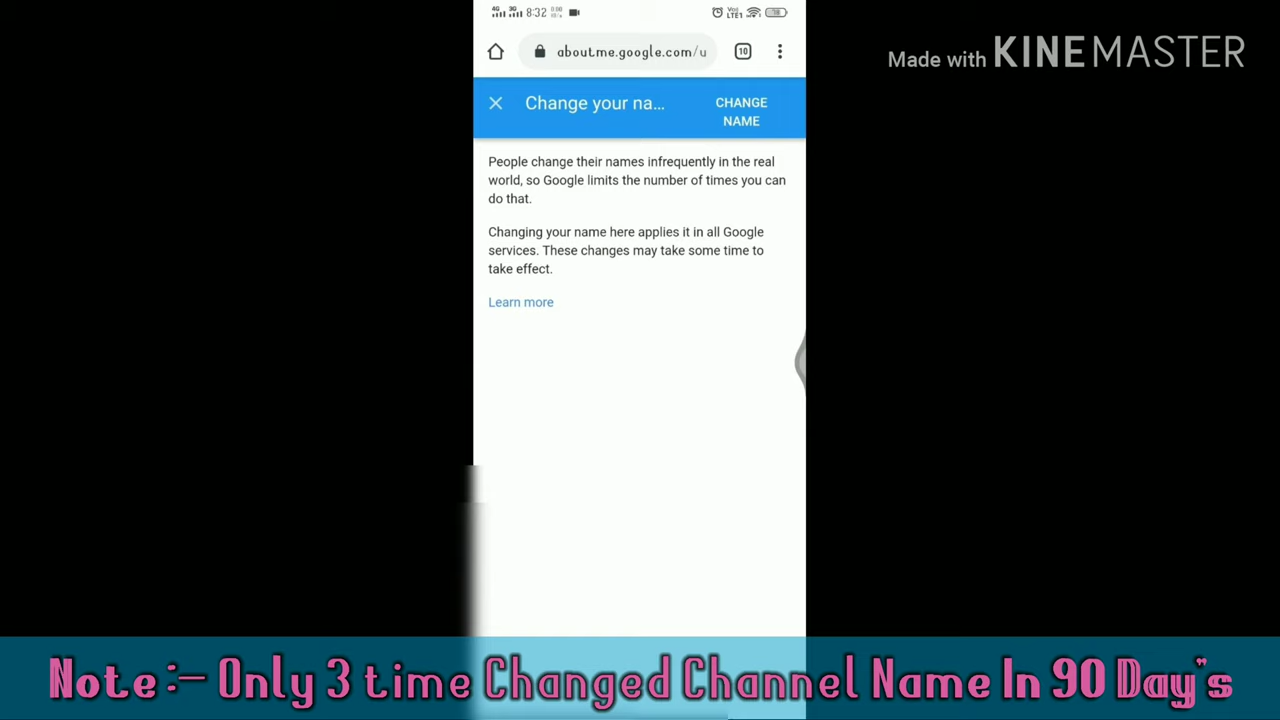 4G 3G 8:32
about.me.google.com/u 10
Made with KINEMASTER
Change your na...
CHANGE
NAME
People change their names infrequently in the real
world, so Google limits the number of times you can
do that.
Changing your name here applies it in all Google
services. These changes may take some time to
take effect.
Learn more
Note :- Only 3 time Changed Channel Name In 90 Day"s